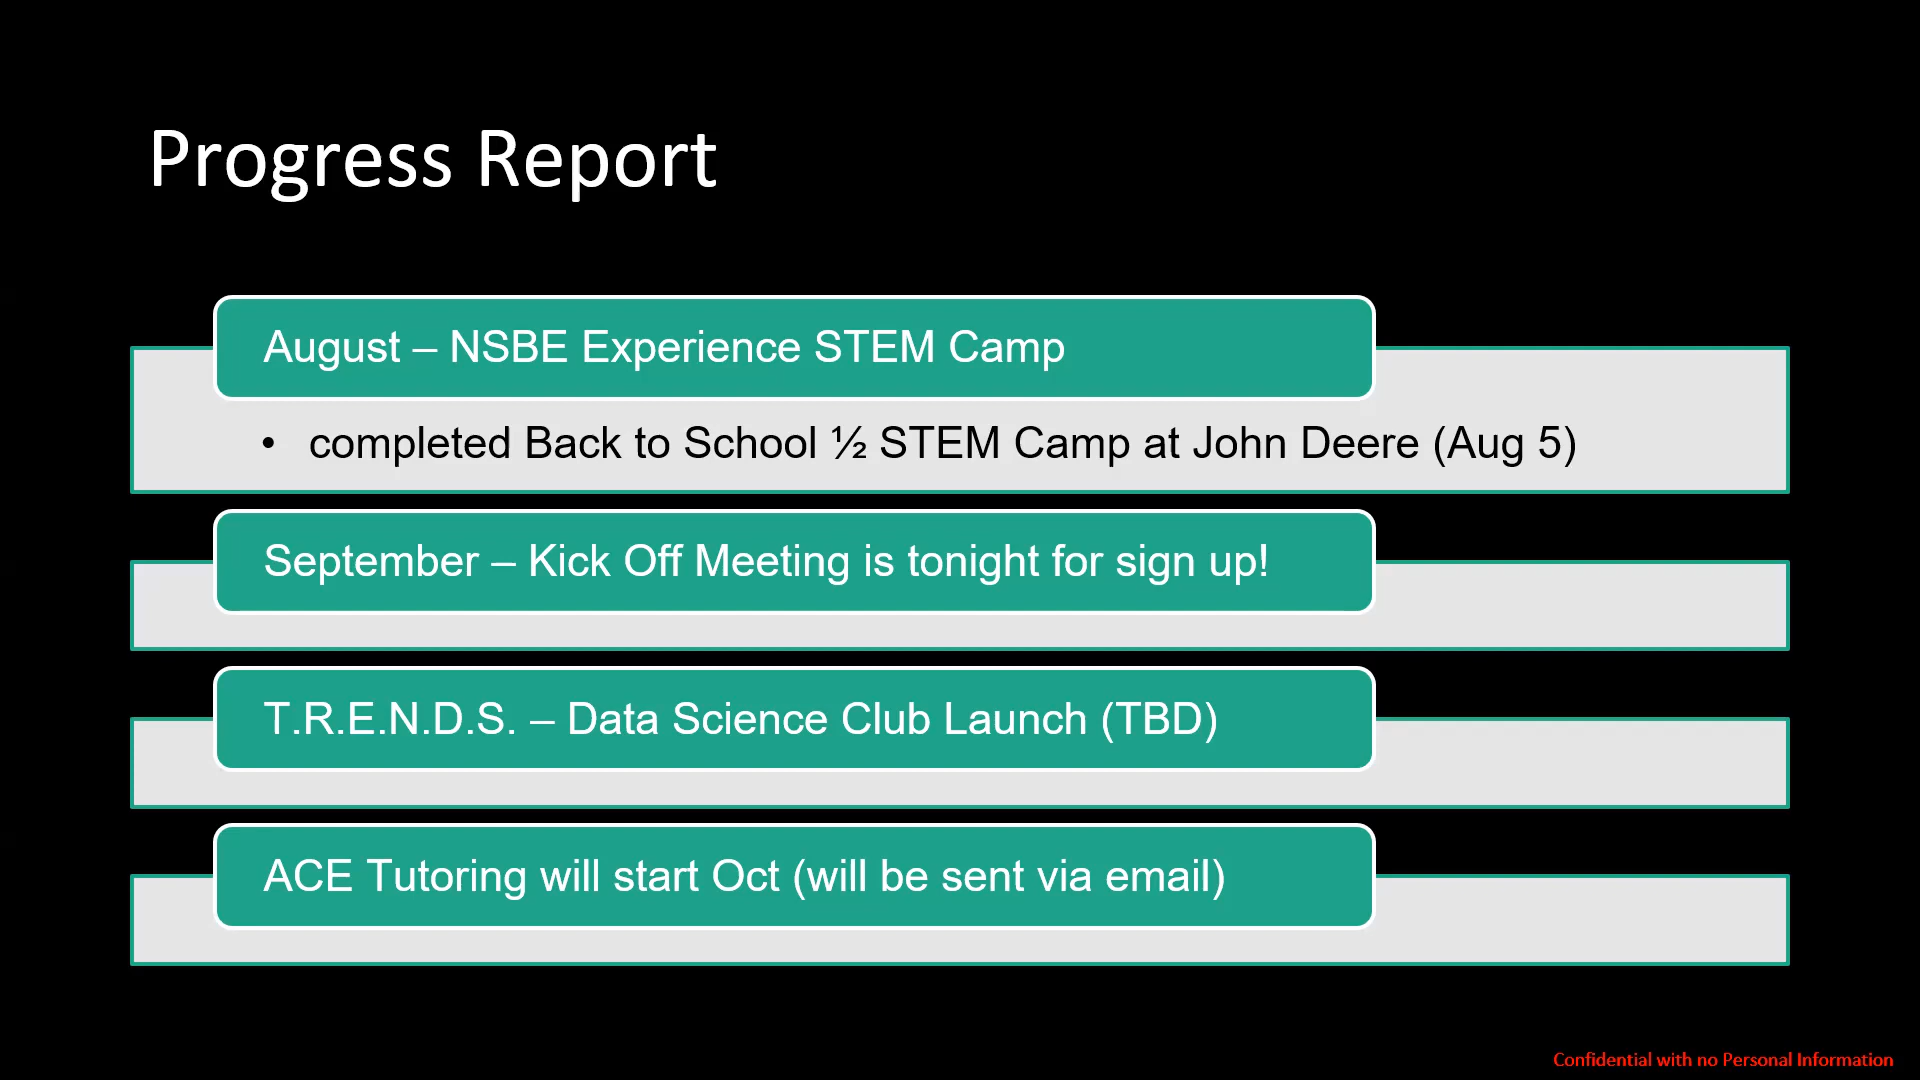 Progress Report
August – NSBE Experience STEM Camp
• completed Back to School ½ STEM Camp at John Deere (Aug 5)
September – Kick Off Meeting is tonight for sign up!
T.R.E.N.D.S. – Data Science Club Launch (TBD)
ACE Tutoring will start Oct (will be sent via email)
Confidential with no Personal Information